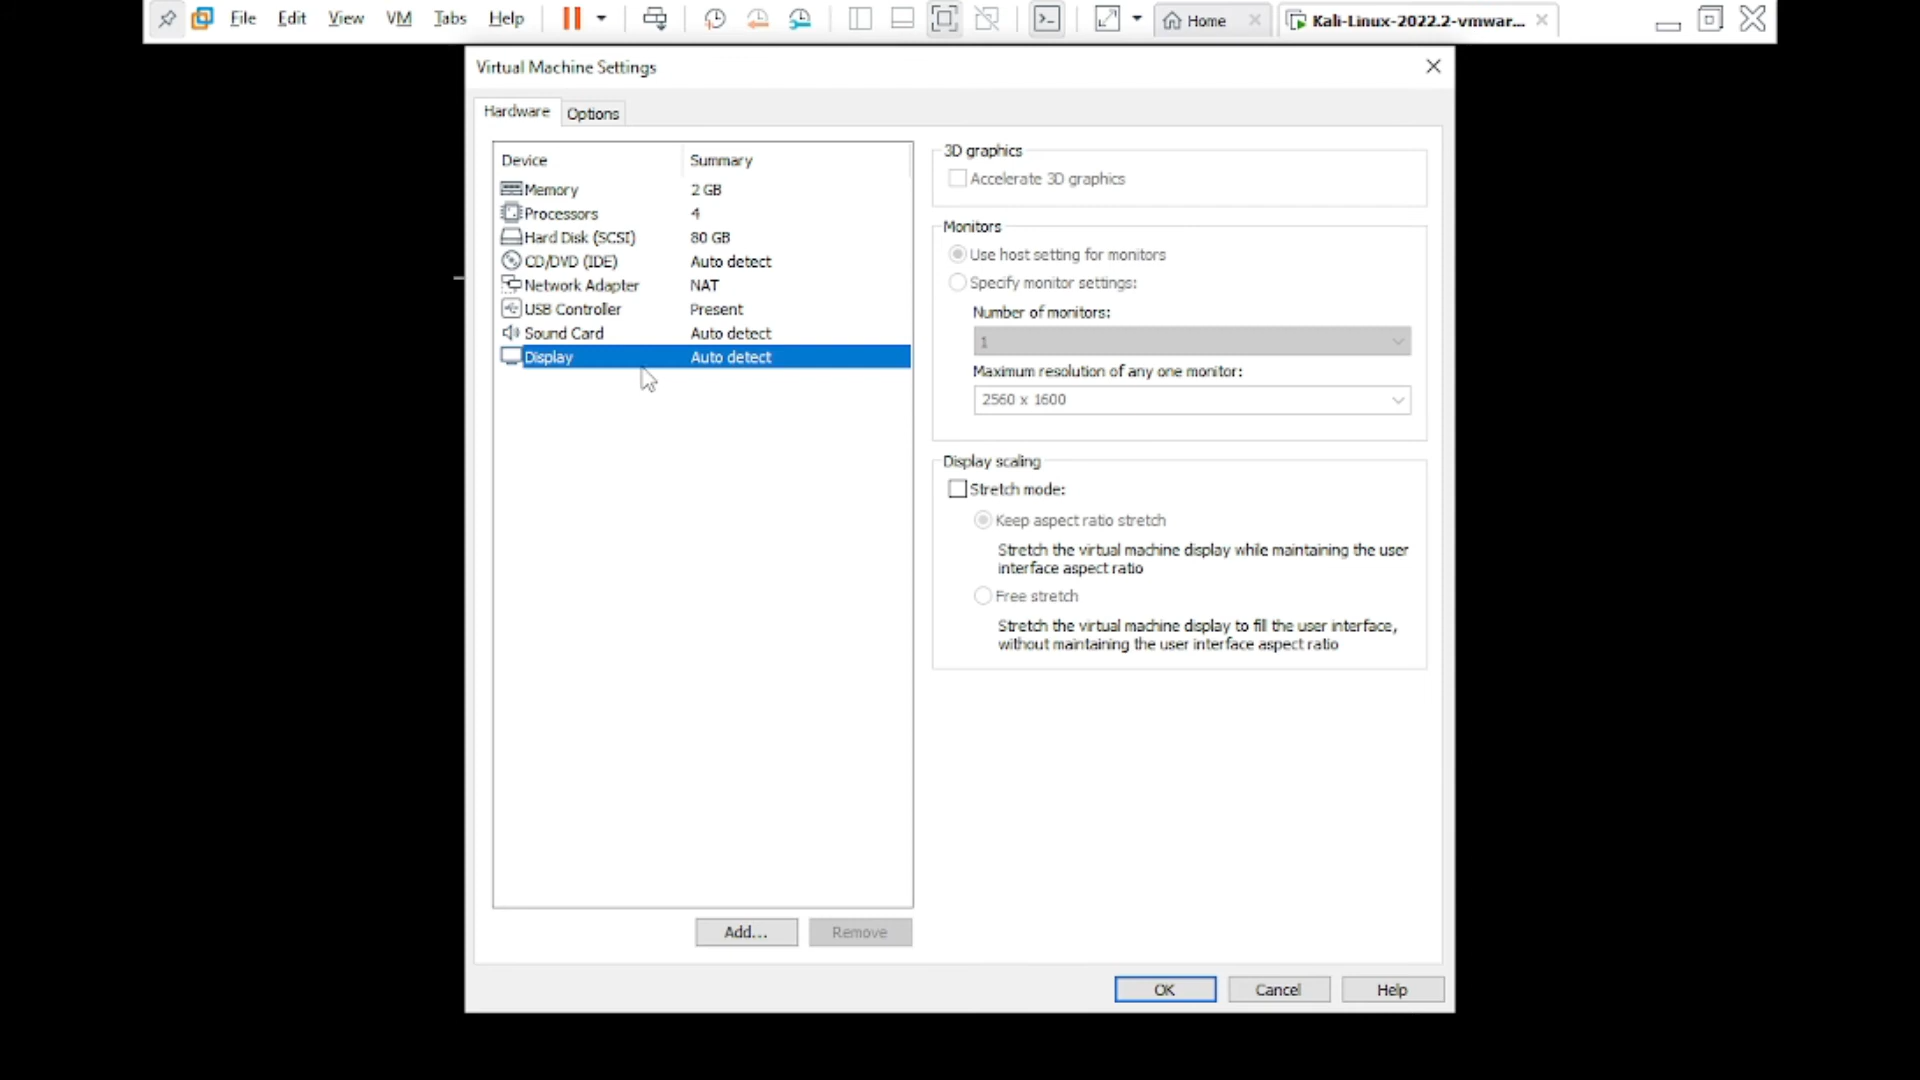 File Edit View VM Tabs Help Home Kali-Linux-2022.2-vmwar...
Virtual Machine Settings
Hardware Options
Device Summary
Memory 2 GB
Processors 4
Hard Disk (SCSI) 80 GB
CD/DVD (IDE) Auto detect
Network Adapter NAT
USB Controller Present
Sound Card Auto detect
Display Auto detect
Add... Remove
3D graphics
Accelerate 3D graphics
Monitors
Use host setting for monitors
Specify monitor settings:
Number of monitors:
1
Maximum resolution of any one monitor:
2560 x 1600
Display scaling
Stretch mode:
Keep aspect ratio stretch
Stretch the virtual machine display while maintaining the user
interface aspect ratio
Free stretch
Stretch the virtual machine display to fill the user interface,
without maintaining the user interface aspect ratio
OK Cancel Help